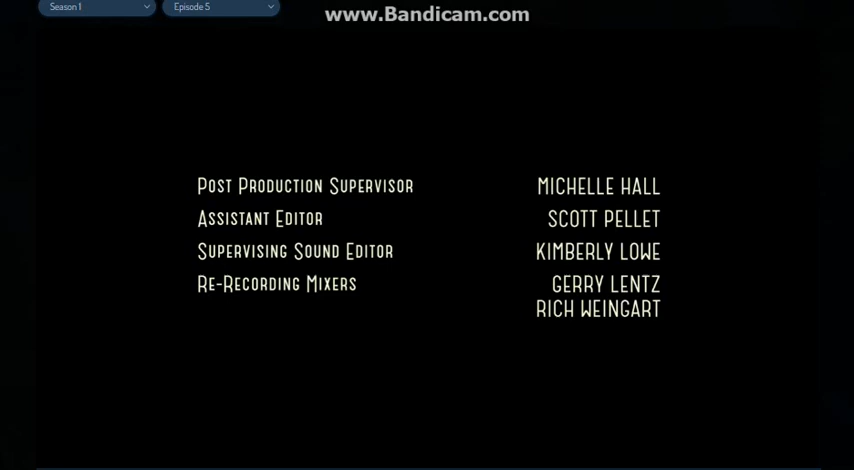 Season 1 Episode 5
www.Bandicam.com
Post Production Supervisor MICHELLE HALL
Assistant Editor SCOTT PELLET
Supervising Sound Editor KIMBERLY LOWE
Re-Recording Mixers GERRY LENTZ
RICH WEINGART